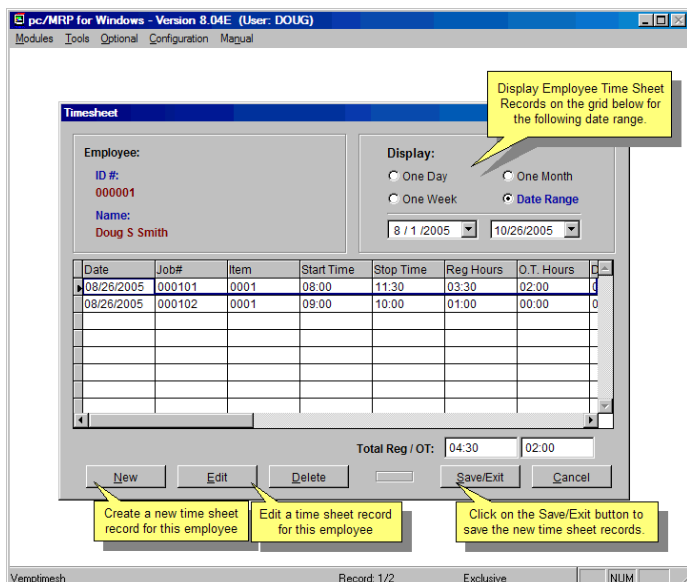 pc/MRP for Windows - Version 8.04E (User: DOUG)
Modules Tools Optional Configuration Manual
Display Employee Time Sheet
Records on the grid below for
the following date range.
Timesheet
Employee:
ID #:
000001
Name:
Doug S Smith
Display:
One Day
One Month
One Week
Date Range
8 / 1 /2005
10/26/2005
Date Job# Item Start Time Stop Time Reg Hours O.T. Hours D
08/26/2005 000101 0001 08:00 11:30 03:30 02:00 0
08/26/2005 000102 0001 09:00 10:00 01:00 00:00 0
Total Reg / OT: 04:30 02:00
New Edit Delete Save/Exit Cancel
Create a new time sheet
record for this employee
Edit a time sheet record
for this employee
Click on the Save/Exit button to
save the new time sheet records.
Vemptimesh Record: 1/2 Exclusive NUM